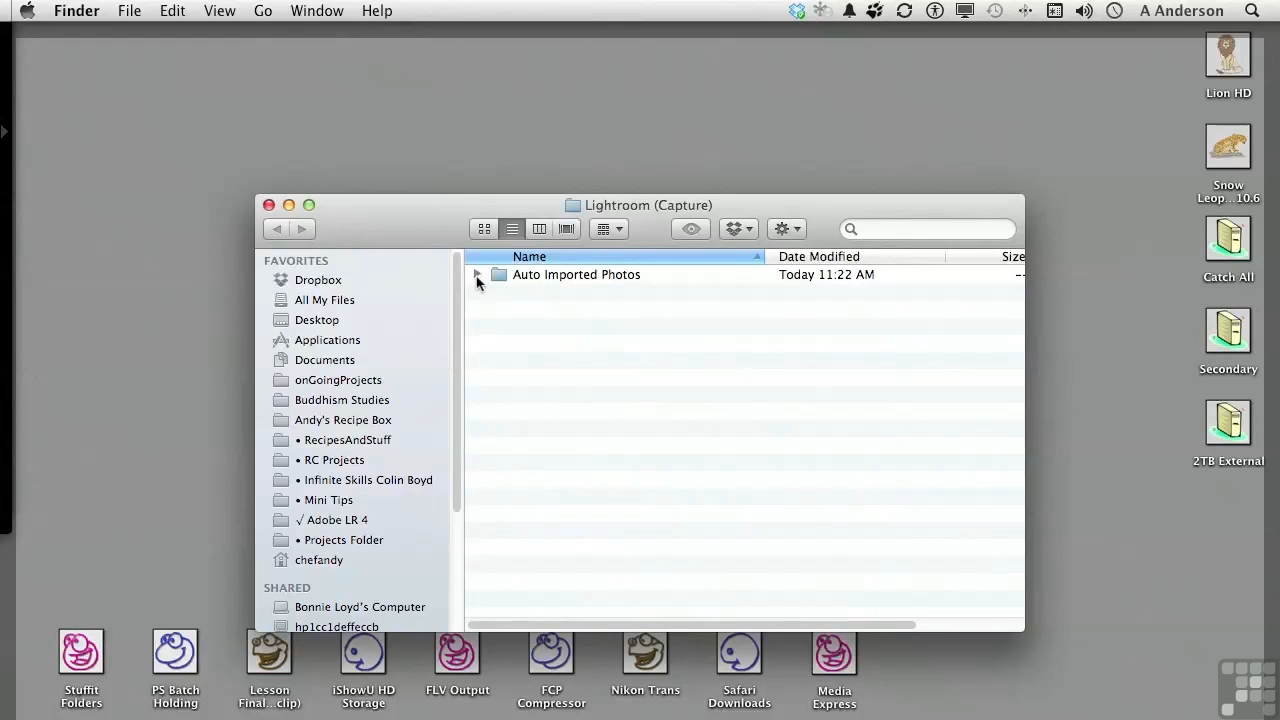 Finder File Edit View Go Window Help A Anderson
Lion HD
Snow
Leop...10.6
Catch All
Secondary
2TB External
Lightroom (Capture)
Name Date Modified Size
Auto Imported Photos Today 11:22 AM --
FAVORITES
Dropbox
All My Files
Desktop
Applications
Documents
onGoingProjects
Buddhism Studies
Andy's Recipe Box
• RecipesAndStuff
• RC Projects
• Infinite Skills Colin Boyd
• Mini Tips
√ Adobe LR 4
• Projects Folder
chefandy
SHARED
Bonnie Loyd's Computer
hp1cc1deffeccb
Stuffit
Folders
PS Batch
Holding
Lesson
Final...clip)
iShowU HD
Storage
FLV Output
FCP
Compressor
Nikon Trans
Safari
Downloads
Media
Express